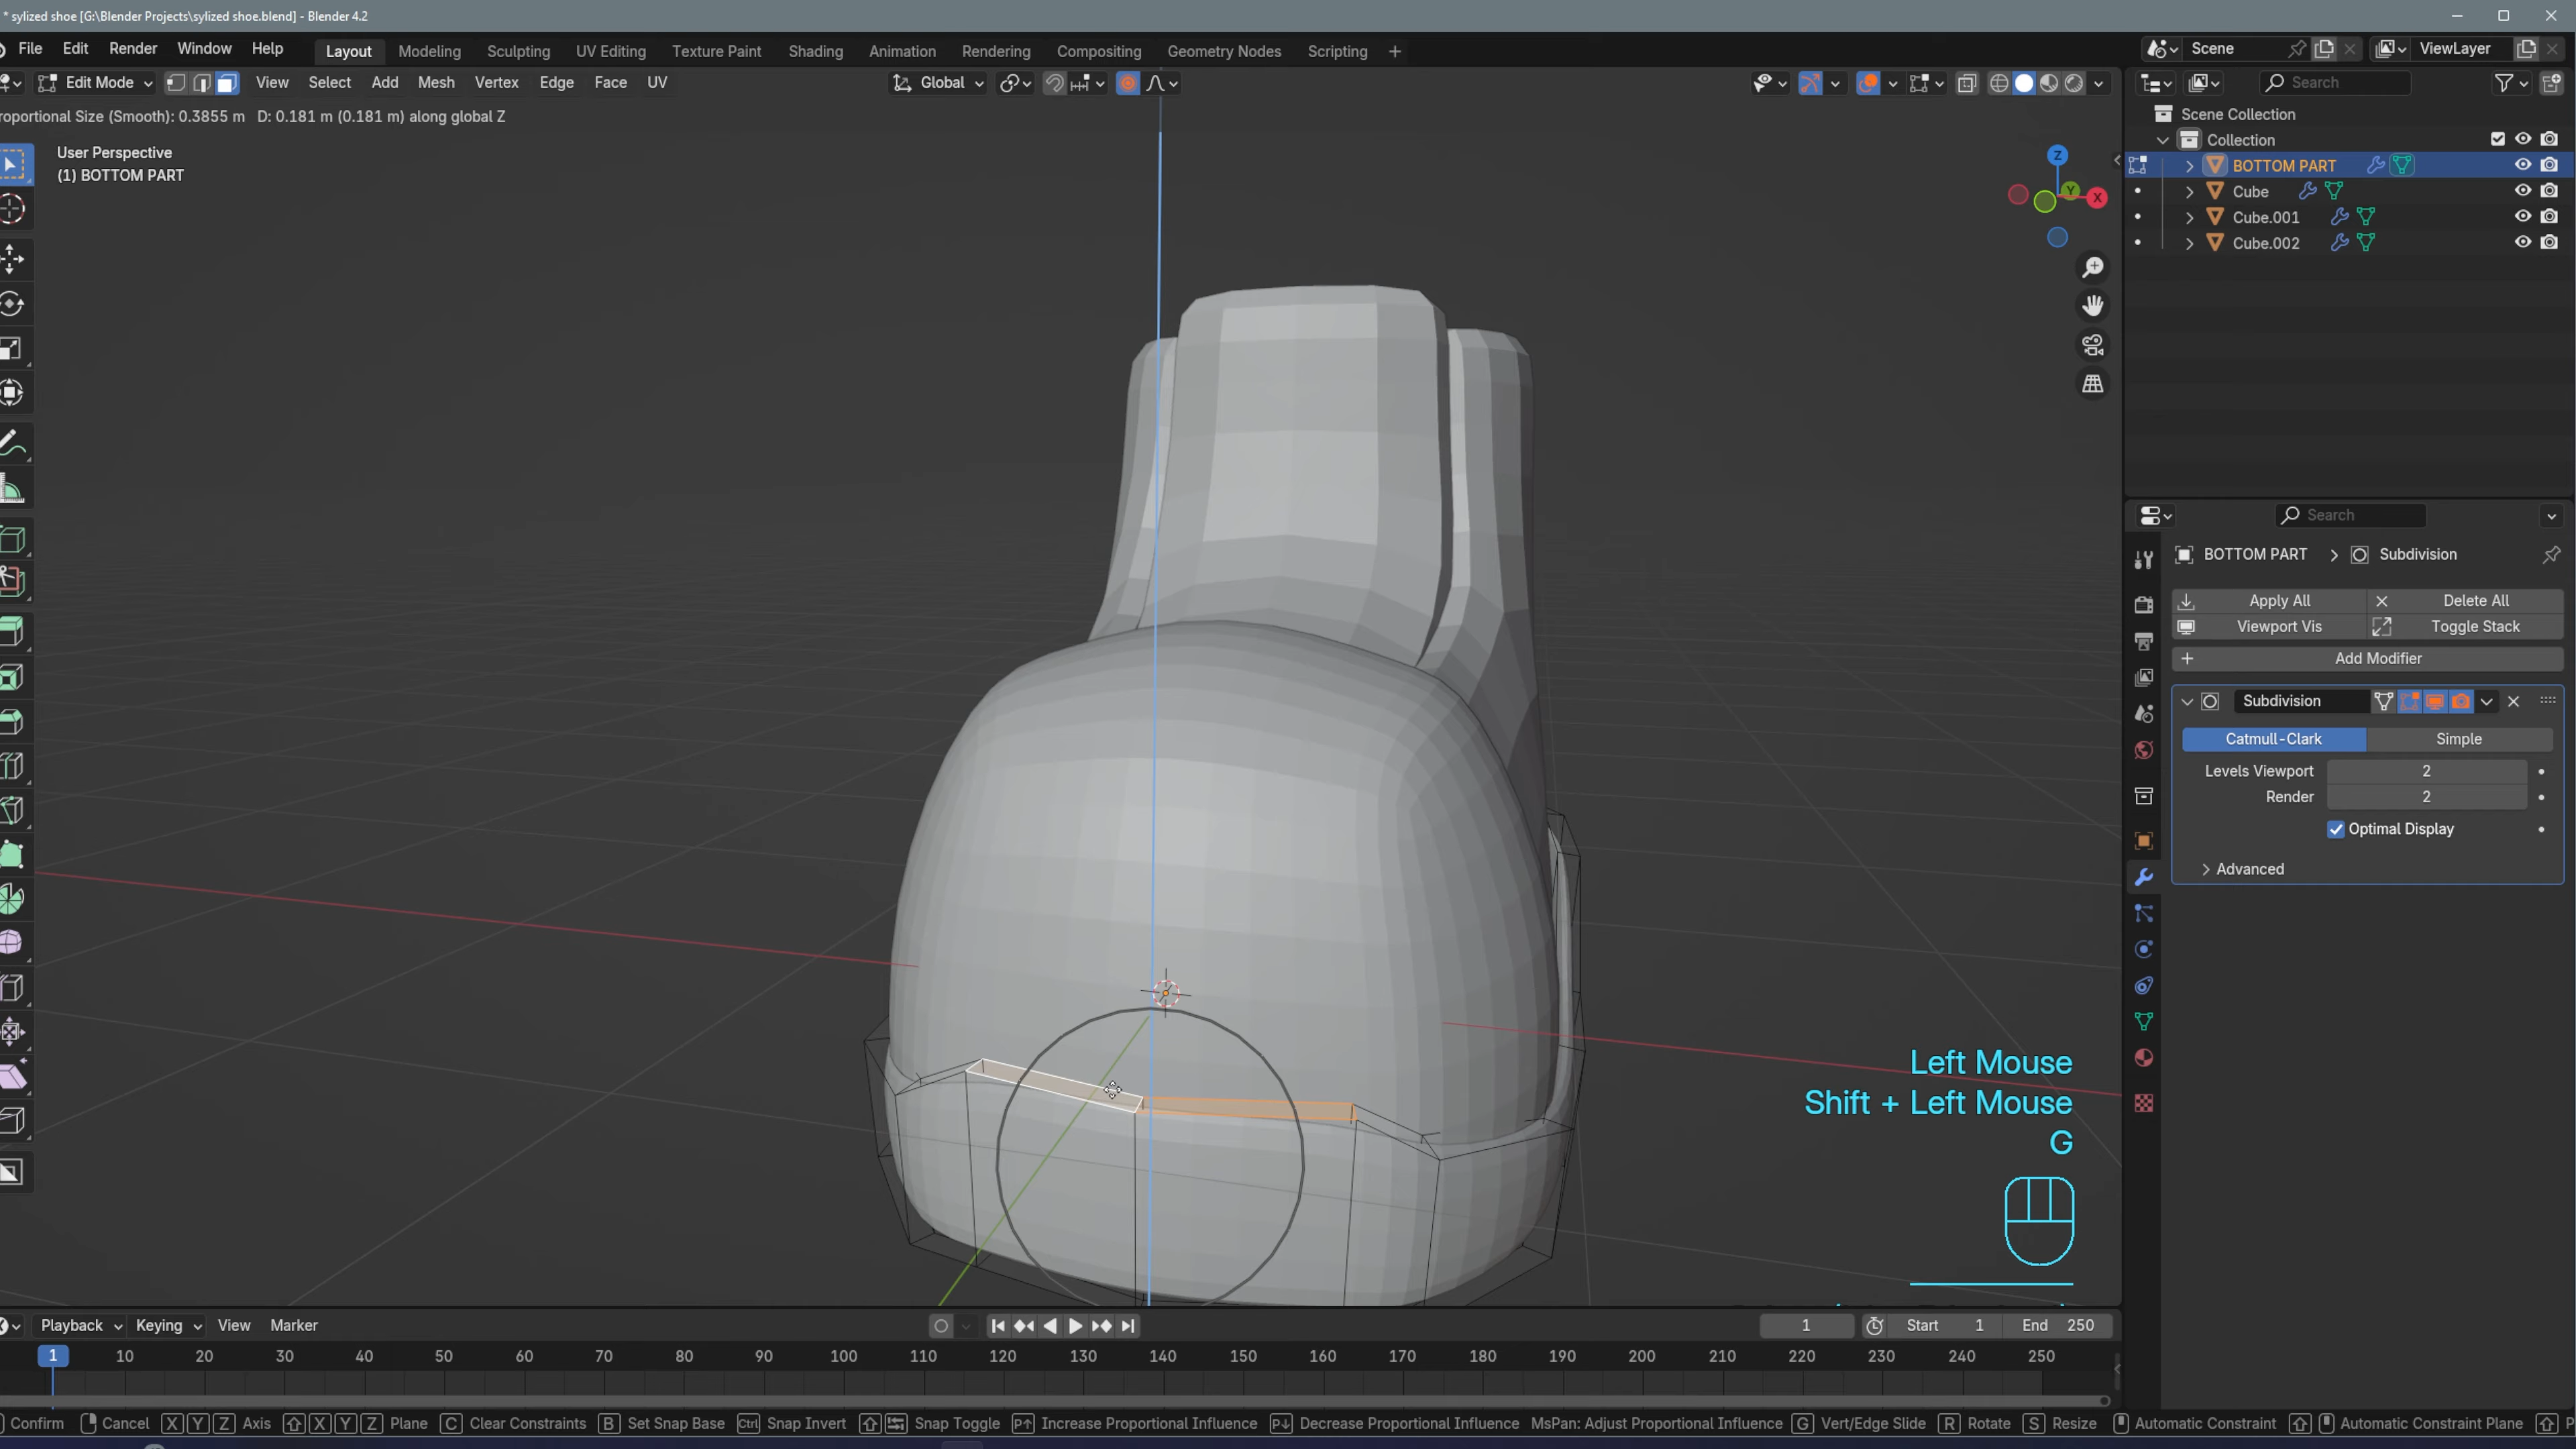 * sylized shoe [G:\Blender Projects\sylized shoe.blend] - Blender 4.2
File Edit Render Window Help Layout Modeling Sculpting UV Editing Texture Paint Shading Animation Rendering Compositing Geometry Nodes Scripting + Scene ViewLayer
Edit Mode View Select Add Mesh Vertex Edge Face UV Global Search
roportional Size (Smooth): 0.3855 m D: 0.181 m (0.181 m) along global Z
Scene Collection
Collection
User Perspective
(1) BOTTOM PART
BOTTOM PART
Cube
Cube.001
Cube.002
Z
Y
X
Search
BOTTOM PART > Subdivision
Apply All Delete All
Viewport Vis Toggle Stack
+ Add Modifier
Subdivision
Catmull-Clark Simple
Levels Viewport 2
Render 2
Optimal Display
Advanced
Left Mouse
Shift + Left Mouse
G
Playback Keying View Marker 1 Start 1 End 250
1 10 20 30 40 50 60 70 80 90 100 110 120 130 140 150 160 170 180 190 200 210 220 230 240 250
Confirm Cancel X Y Z Axis X Y Z Plane C Clear Constraints B Set Snap Base Ctrl Snap Invert Snap Toggle P↑ Increase Proportional Influence P↓ Decrease Proportional Influence MsPan: Adjust Proportional Influence G Vert/Edge Slide R Rotate S Resize Automatic Constraint Automatic Constraint Plane P